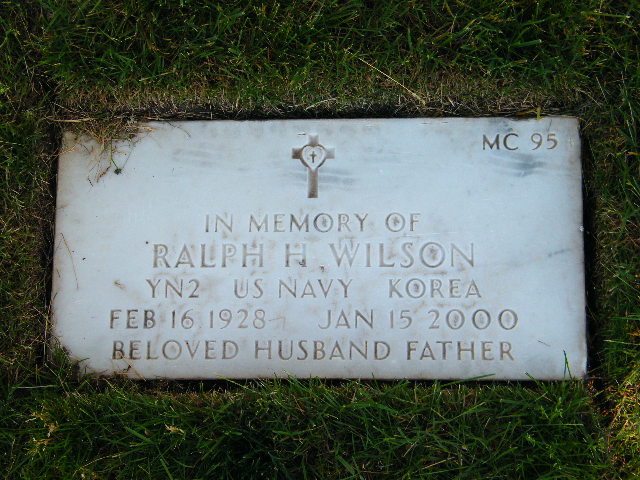 MC 95
IN MEMORY OF
RALPH H WILSON
YN2 US NAVY KOREA
FEB 16 1928 JAN 15 2000
BELOVED HUSBAND FATHER